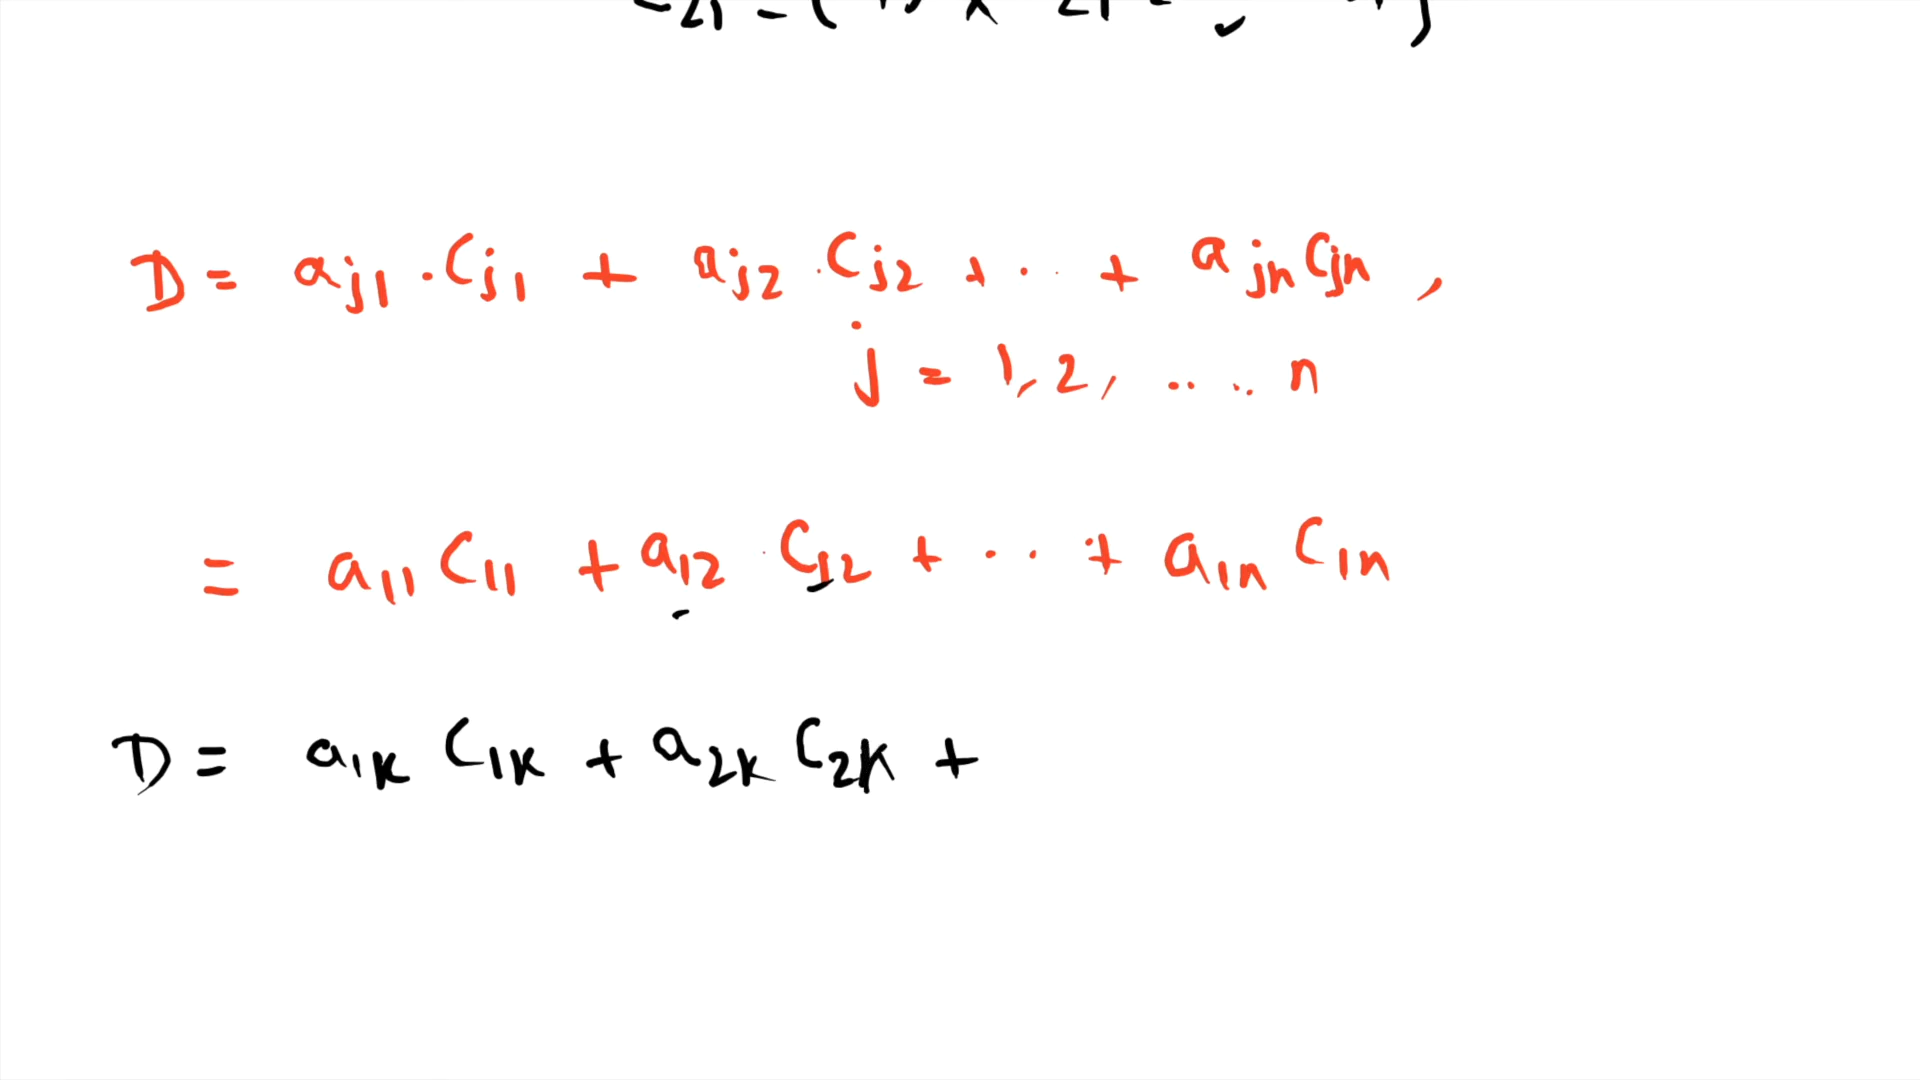 D = aj1 . Cj1 + aj2 . Cj2 + .. + ajn Cjn ,
j = 1, 2, .... n
= a11 C11 + a12 . C12 + ... + a1n C1n
D = a1k C1k + a2k C2k +